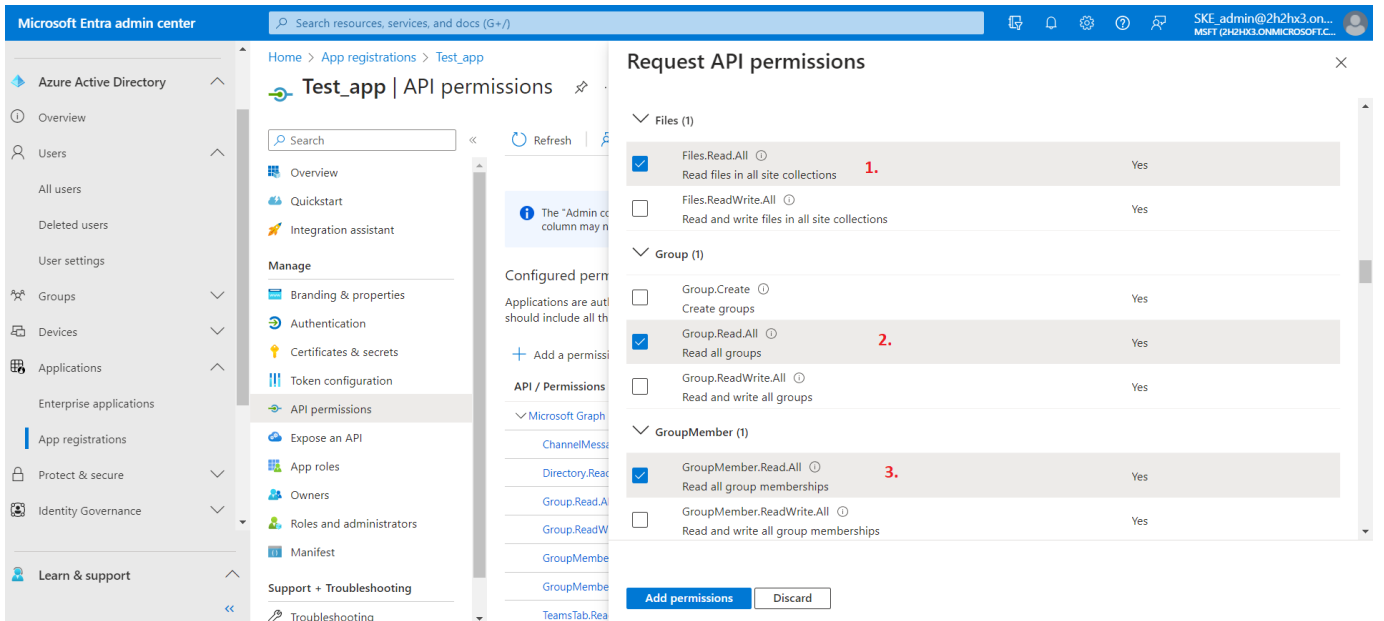 Microsoft Entra admin center
Search resources, services, and docs (G+/)
SKE_admin@2h2hx3.on...
MSFT (2H2HX3.ONMICROSOFT.C...
Azure Active Directory
Overview
Users
All users
Deleted users
User settings
Groups
Devices
Applications
Enterprise applications
App registrations
Protect & secure
Identity Governance
Learn & support
«
Home > App registrations > Test_app
Test_app | API permissions
Search
«
Overview
Quickstart
Integration assistant
Manage
Branding & properties
Authentication
Certificates & secrets
Token configuration
API permissions
Expose an API
App roles
Owners
Roles and administrators
Manifest
Support + Troubleshooting
Troubleshooting
Refresh
The "Admin co
column may n
Configured perm
Applications are aut
should include all th
Add a permissi
API / Permissions
Microsoft Graph
ChannelMessa
Directory.Read
Group.Read.A
Group.ReadW
GroupMembe
GroupMembe
TeamsTab.Rea
Request API permissions
Files (1)
Files.Read.All
Read files in all site collections
1.
Yes
Files.ReadWrite.All
Read and write files in all site collections
Yes
Group (1)
Group.Create
Create groups
Yes
Group.Read.All
Read all groups
2.
Yes
Group.ReadWrite.All
Read and write all groups
Yes
GroupMember (1)
GroupMember.Read.All
Read all group memberships
3.
Yes
GroupMember.ReadWrite.All
Read and write all group memberships
Yes
Add permissions
Discard